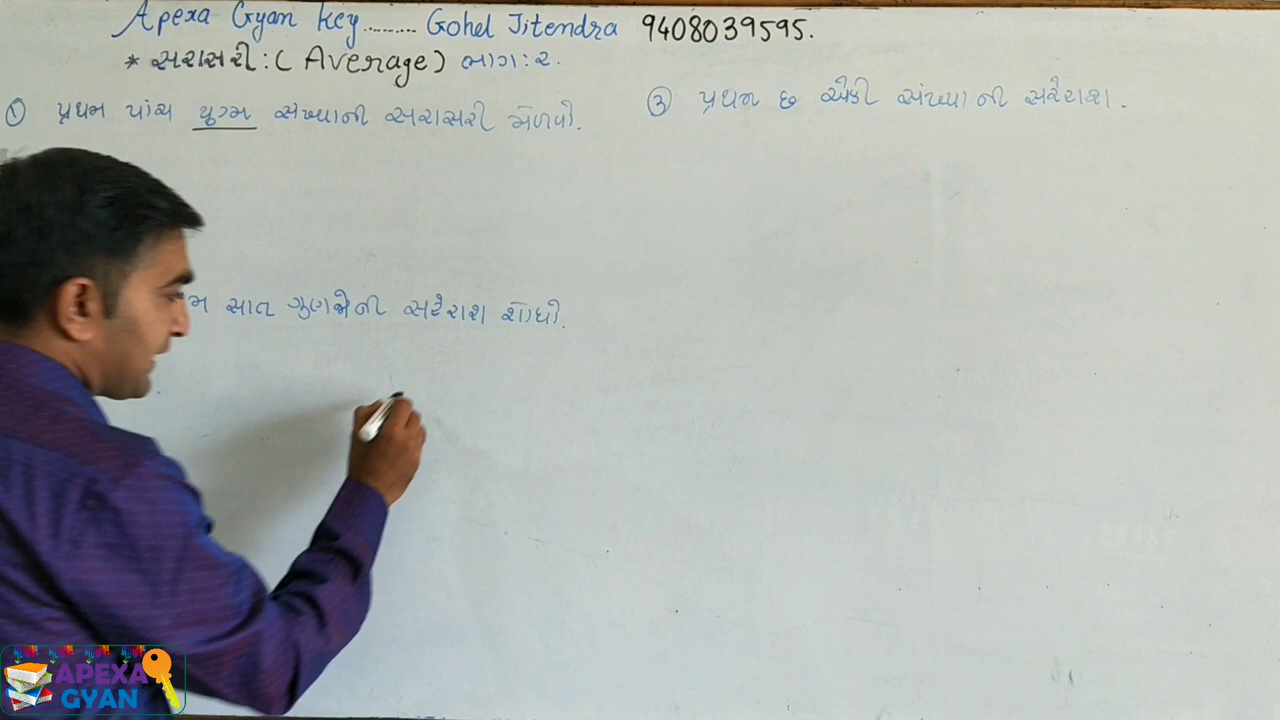 Apexa Gyan Key......... Gohel Jitendra 9408039595.
* સરાસરી : ( Average ) ભાગ : ૨.
① પ્રથમ પાંચ યુગ્મ સંખ્યાની સરાસરી મેળવો.
મ સાત ગુણજોની સરેરાશ શોધો.
③ પ્રથમ છ એકી સંખ્યા ની સરેરાશ.
APEXA
GYAN